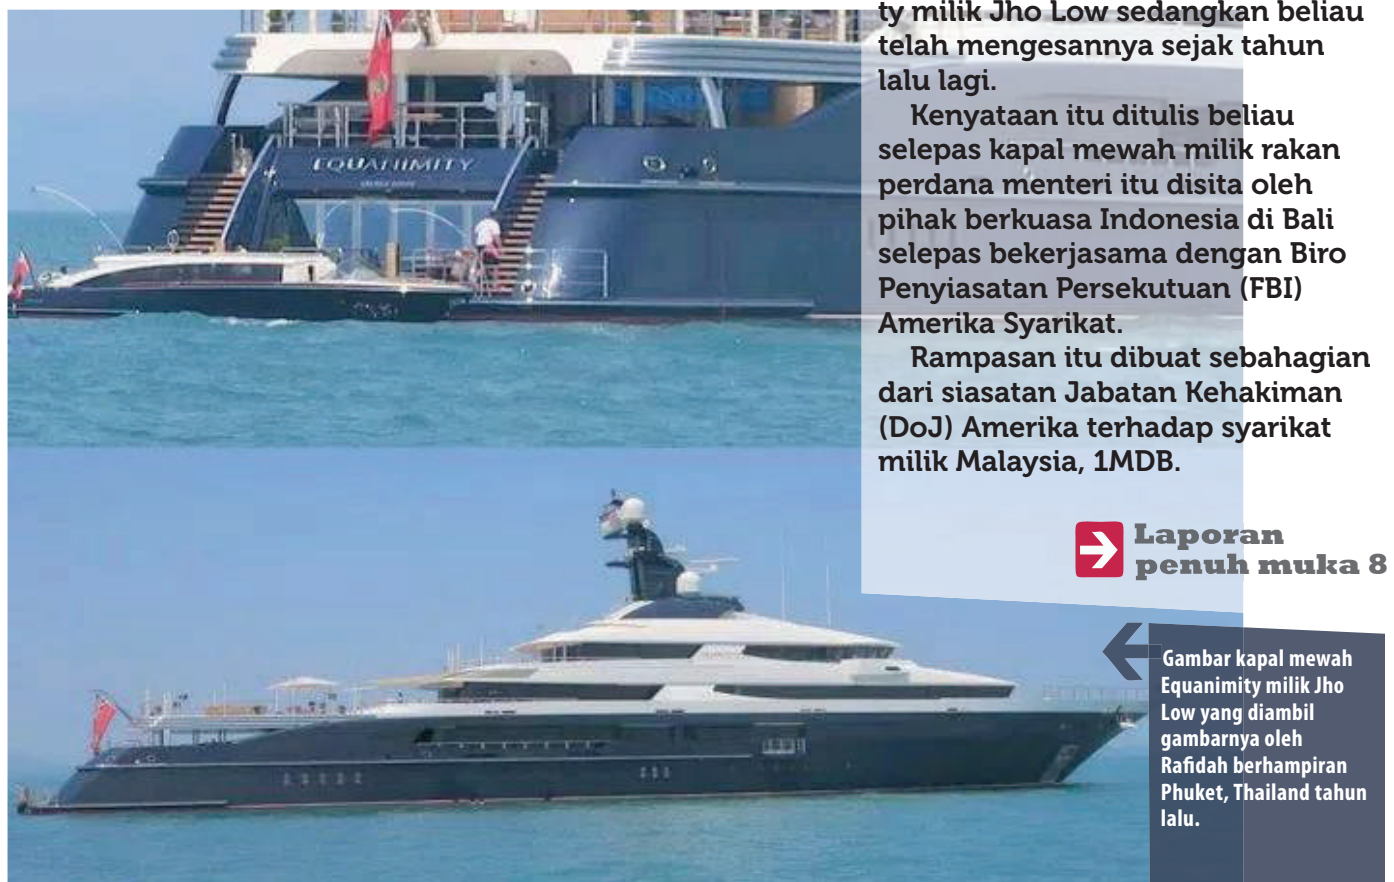 ty milik Jho Low sedangkan beliau
telah mengesannya sejak tahun
lalu lagi.
Kenyataan itu ditulis beliau
selepas kapal mewah milik rakan
perdana menteri itu disita oleh
pihak berkuasa Indonesia di Bali
selepas bekerjasama dengan Biro
Penyiasatan Persekutuan (FBI)
Amerika Syarikat.
Rampasan itu dibuat sebahagian
dari siasatan Jabatan Kehakiman
(DoJ) Amerika terhadap syarikat
milik Malaysia, 1MDB.
Laporan
penuh muka 8
EQUANIMITY
Gambar kapal mewah
Equanimity milik Jho
Low yang diambil
gambarnya oleh
Rafidah berhampiran
Phuket, Thailand tahun
lalu.